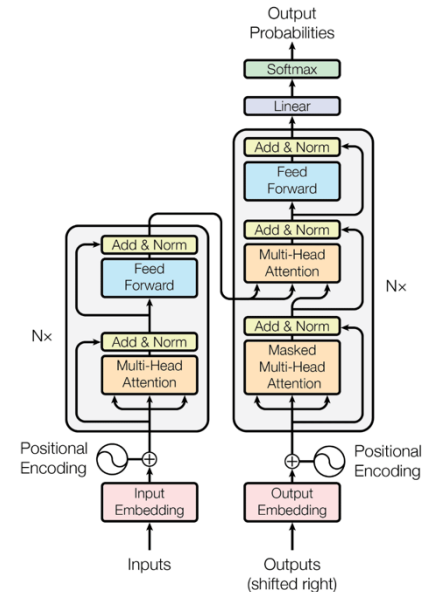 Output
Probabilities
Softmax
Linear
Add & Norm
Feed
Forward
Add & Norm
Multi-Head
Attention
Add & Norm
Masked
Multi-Head
Attention
N×
Add & Norm
Feed
Forward
Add & Norm
Multi-Head
Attention
N×
Positional
Encoding
Positional
Encoding
Input
Embedding
Output
Embedding
Inputs
Outputs
(shifted right)